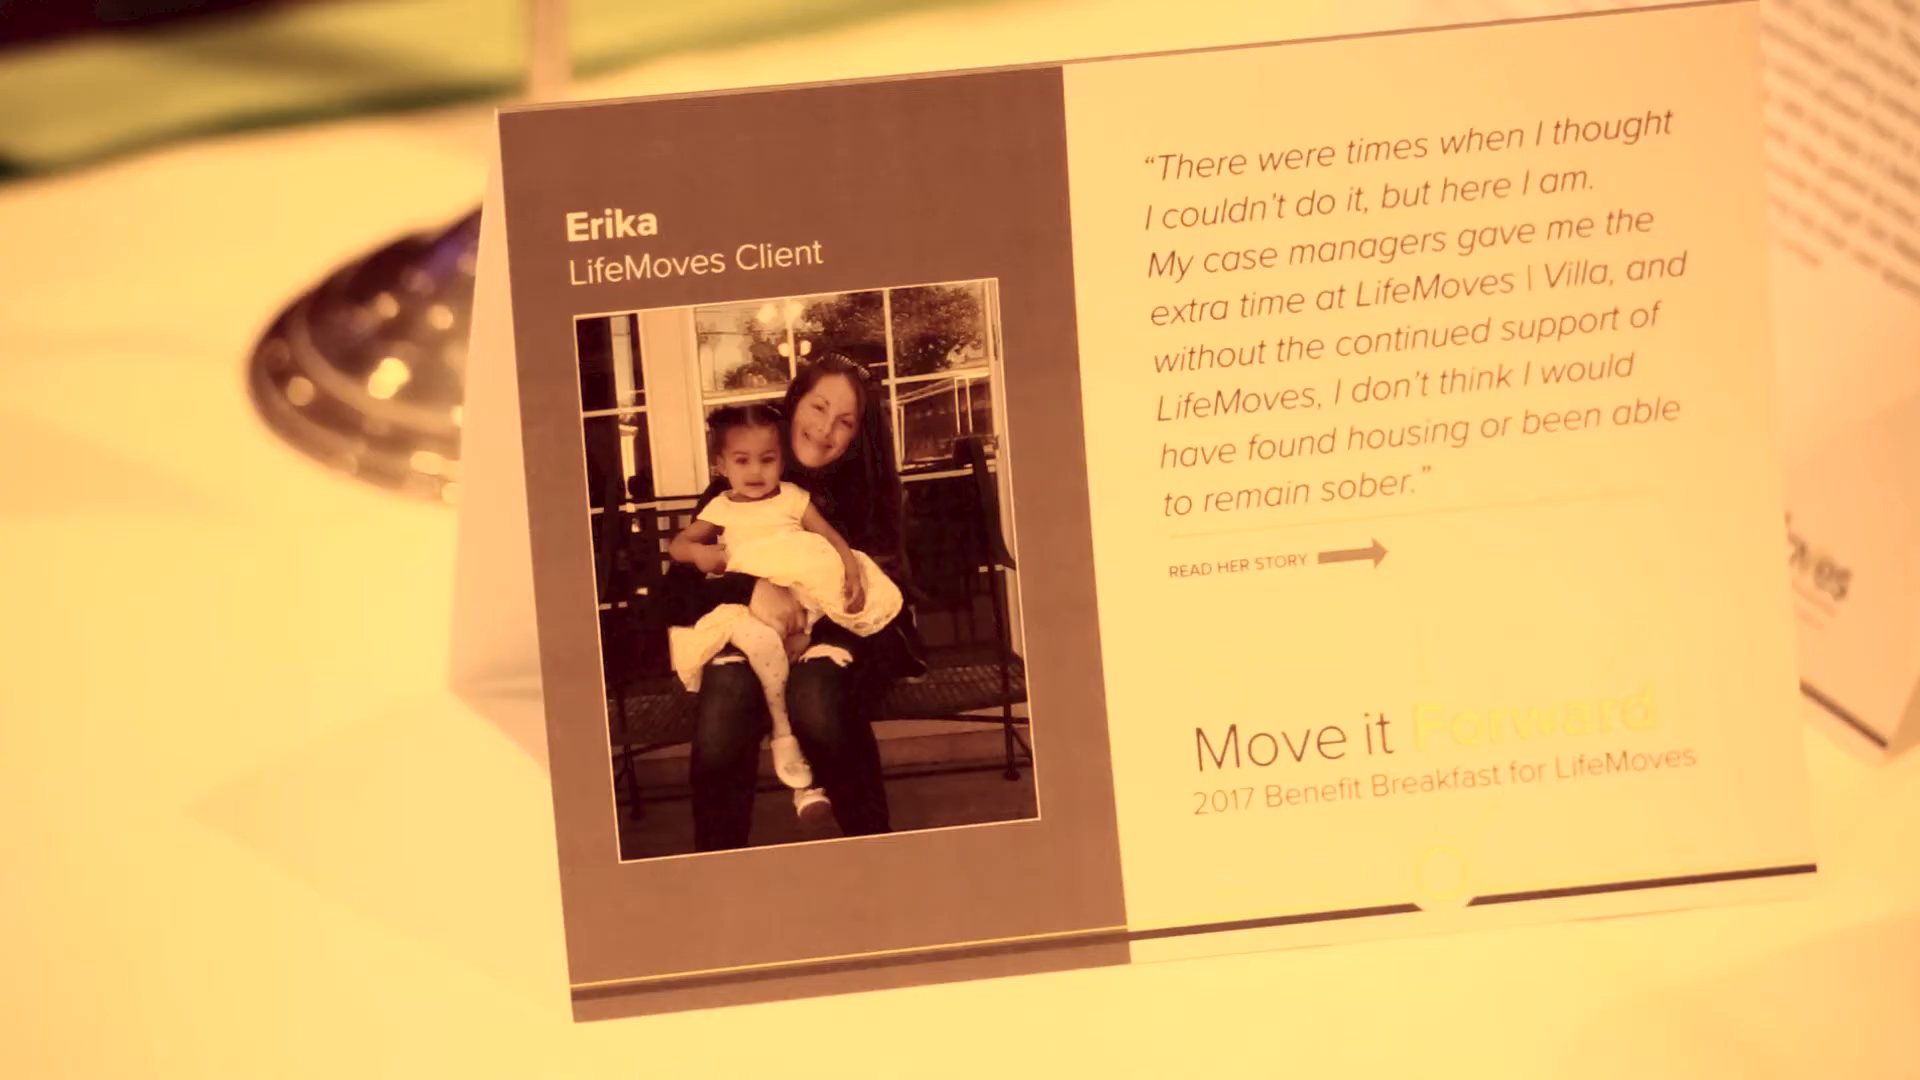 Erika
LifeMoves Client
“There were times when I thought
I couldn’t do it, but here I am.
My case managers gave me the
extra time at LifeMoves | Villa, and
without the continued support of
LifeMoves, I don’t think I would
have found housing or been able
to remain sober.”
READ HER STORY
Move it Forward
2017 Benefit Breakfast for LifeMoves